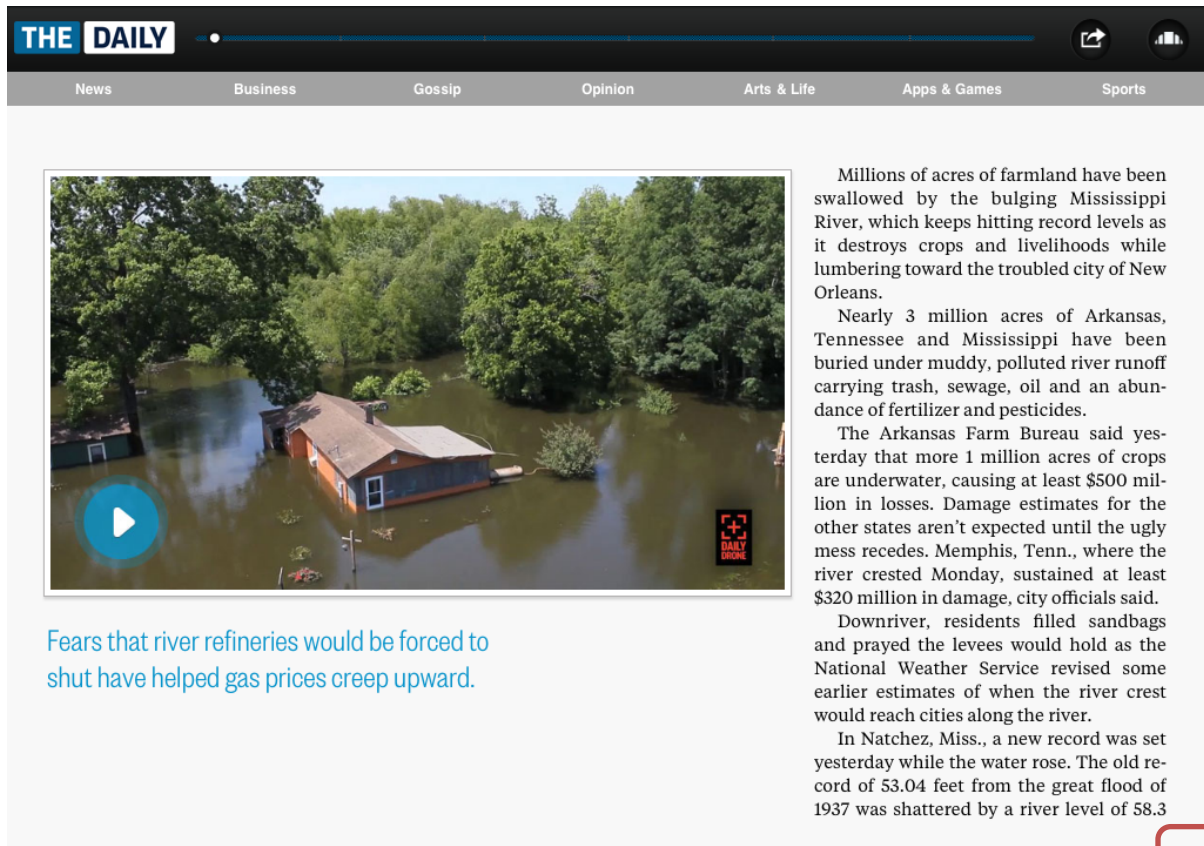 THE DAILY
News Business Gossip Opinion Arts & Life Apps & Games Sports
DAILY
DRONE
Fears that river refineries would be forced to
shut have helped gas prices creep upward.
Millions of acres of farmland have been
swallowed by the bulging Mississippi
River, which keeps hitting record levels as
it destroys crops and livelihoods while
lumbering toward the troubled city of New
Orleans.
Nearly 3 million acres of Arkansas,
Tennessee and Mississippi have been
buried under muddy, polluted river runoff
carrying trash, sewage, oil and an abun-
dance of fertilizer and pesticides.
The Arkansas Farm Bureau said yes-
terday that more 1 million acres of crops
are underwater, causing at least $500 mil-
lion in losses. Damage estimates for the
other states aren’t expected until the ugly
mess recedes. Memphis, Tenn., where the
river crested Monday, sustained at least
$320 million in damage, city officials said.
Downriver, residents filled sandbags
and prayed the levees would hold as the
National Weather Service revised some
earlier estimates of when the river crest
would reach cities along the river.
In Natchez, Miss., a new record was set
yesterday while the water rose. The old re-
cord of 53.04 feet from the great flood of
1937 was shattered by a river level of 58.3